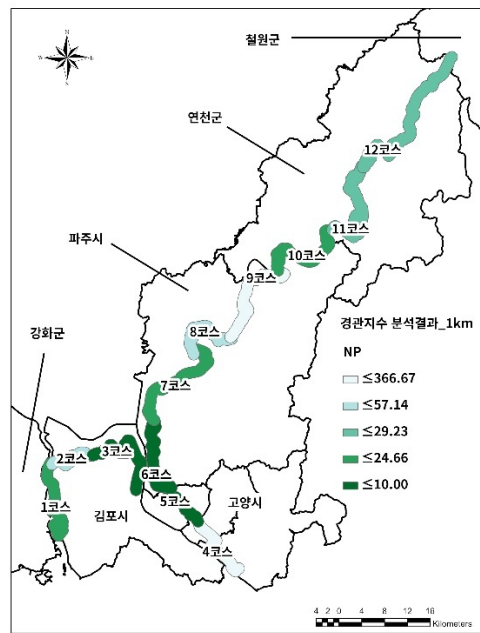 철원군
N
W
E
S
연천군
12코스
파주시
11코스
10코스
9코스
강화군
8코스
경관지수 분석결과_1km
NP
≤366.67
7코스
≤57.14
≤29.23
3코스
2코스
≤24.66
6코스
고양시
≤10.00
1코스
5코스
김포시
4코스
4 2 0 4 8 12 16
Kilometers